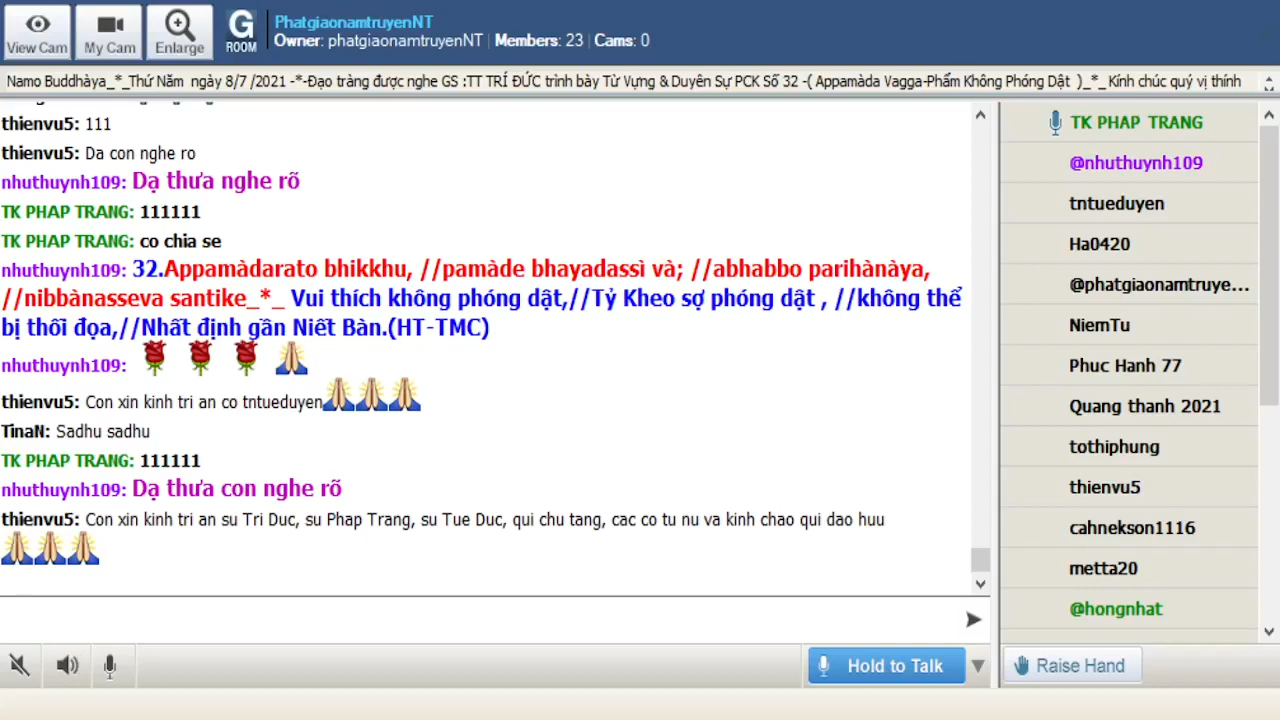 View Cam
My Cam
Enlarge
G
ROOM
PhatgiaonamtruyenNT
Owner: phatgiaonamtruyenNT | Members: 23 | Cams: 0
Namo Buddhàya_*_Thứ Năm ngày 8/7 /2021 -*-Đạo tràng được nghe GS :TT TRÍ ĐỨC trình bày Từ Vựng & Duyên Sự PCK Số 32 -( Appamàda Vagga-Phẩm Không Phóng Dật )_*_ Kính chúc quý vị thính
thienvu5: 111
thienvu5: Da con nghe ro
nhuthuynh109: Dạ thưa nghe rõ
TK PHAP TRANG: 111111
TK PHAP TRANG: co chia se
nhuthuynh109: 32.Appamàdarato bhikkhu, //pamàde bhayadassì và; //abhabbo parihànàya,
//nibbànasseva santike_*_ Vui thích không phóng dật,//Tỷ Kheo sợ phóng dật , //không thể
bị thối đọa,//Nhất định gần Niết Bàn.(HT-TMC)
nhuthuynh109:
thienvu5: Con xin kinh tri an co tntueduyen
TinaN: Sadhu sadhu
TK PHAP TRANG: 111111
nhuthuynh109: Dạ thưa con nghe rõ
thienvu5: Con xin kinh tri an su Tri Duc, su Phap Trang, su Tue Duc, qui chu tang, cac co tu nu va kinh chao qui dao huu
TK PHAP TRANG
@nhuthuynh109
tntueduyen
Ha0420
@phatgiaonamtruye...
NiemTu
Phuc Hanh 77
Quang thanh 2021
tothiphung
thienvu5
cahnekson1116
metta20
@hongnhat
Hold to Talk
Raise Hand